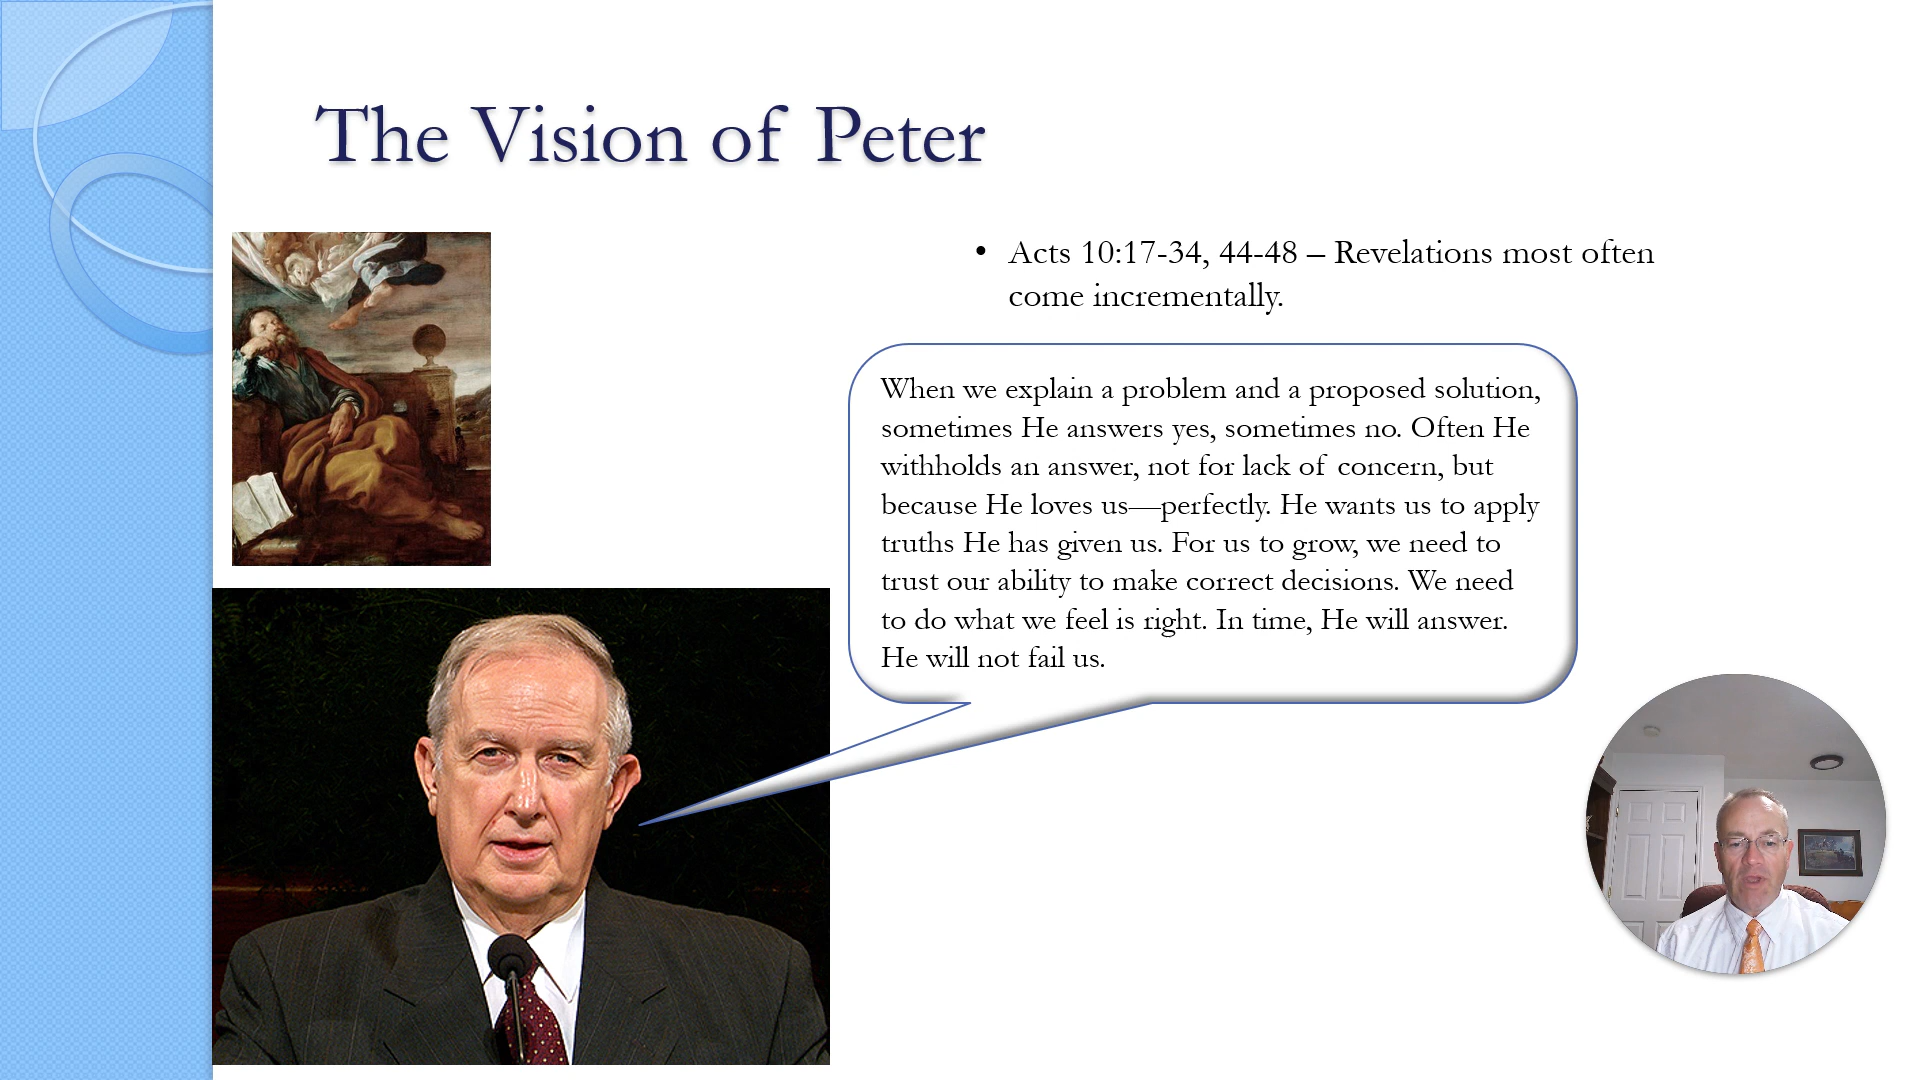 The Vision of Peter
• Acts 10:17-34, 44-48 – Revelations most often
come incrementally.
When we explain a problem and a proposed solution,
sometimes He answers yes, sometimes no. Often He
withholds an answer, not for lack of concern, but
because He loves us—perfectly. He wants us to apply
truths He has given us. For us to grow, we need to
trust our ability to make correct decisions. We need
to do what we feel is right. In time, He will answer.
He will not fail us.